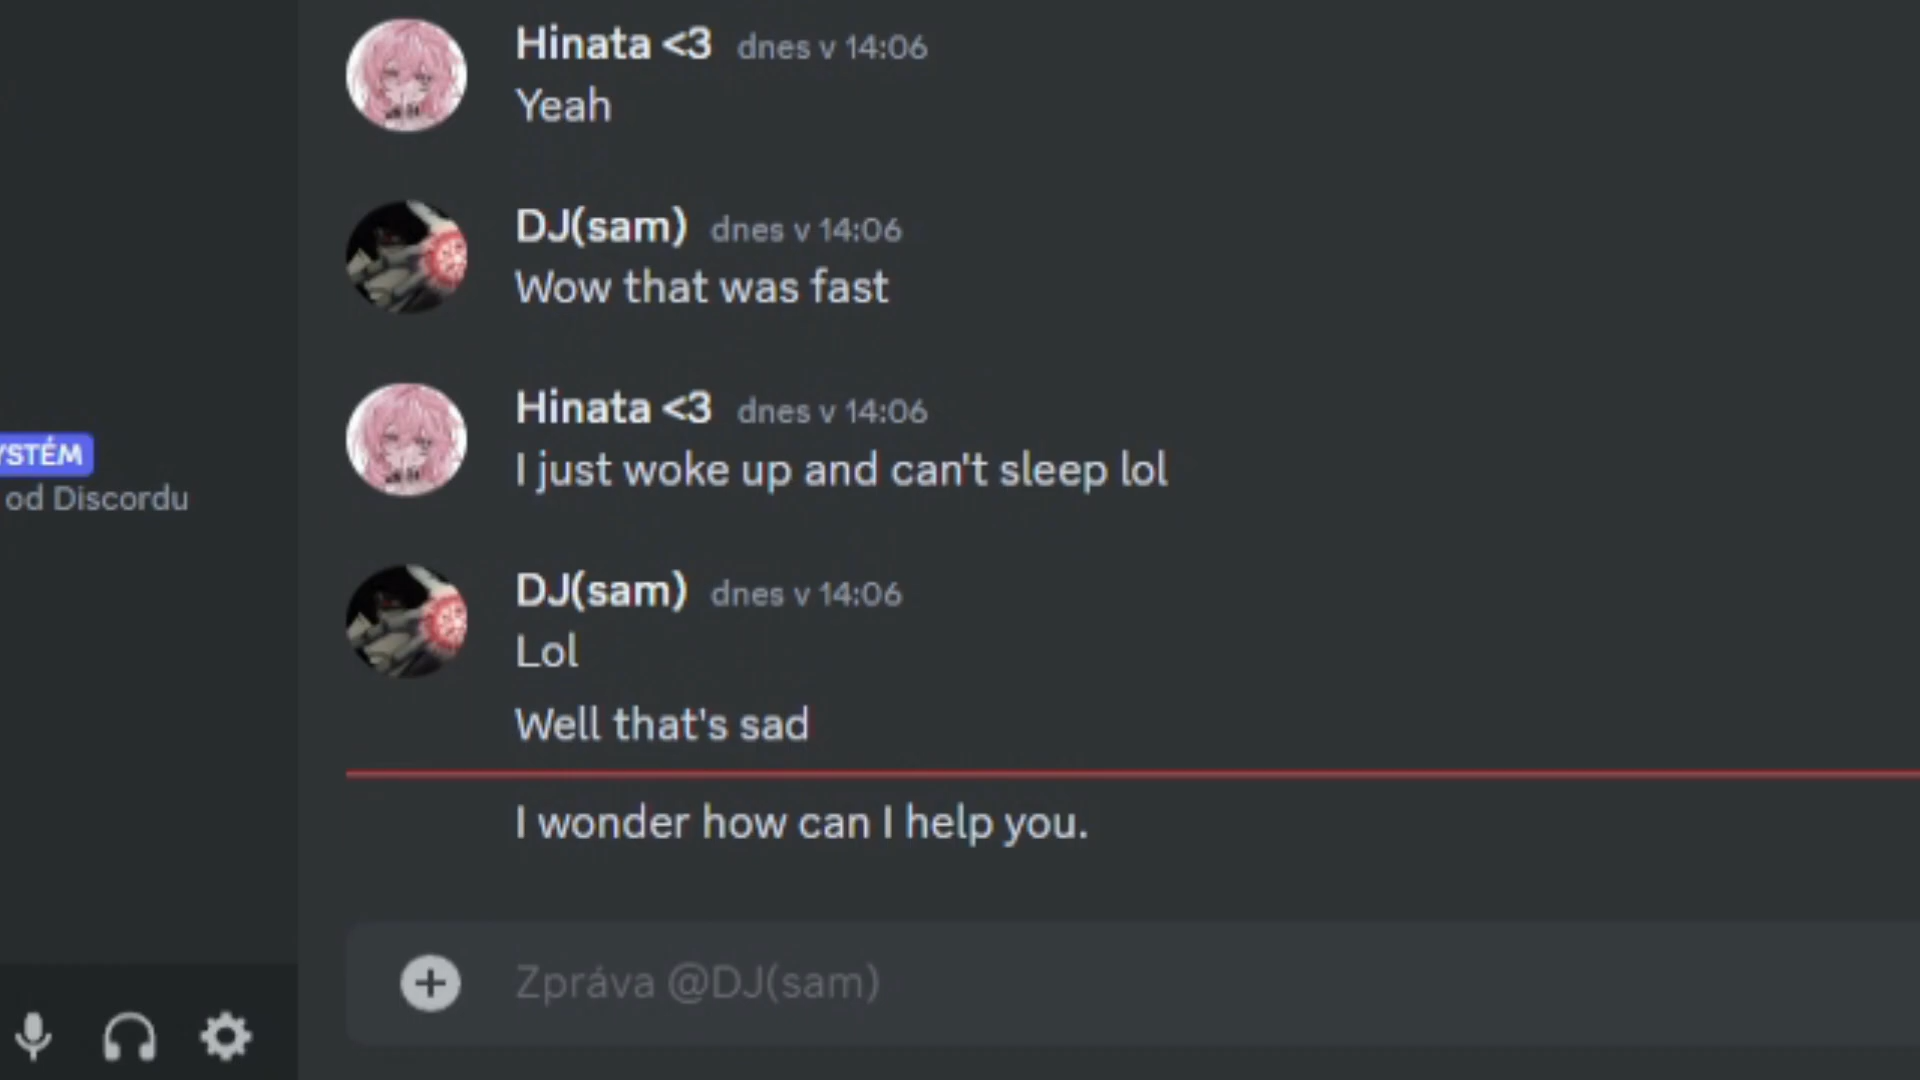 Hinata <3 dnes v 14:06
Yeah
DJ(sam) dnes v 14:06
Wow that was fast
Hinata <3 dnes v 14:06
I just woke up and can't sleep lol
YSTÉM
od Discordu
DJ(sam) dnes v 14:06
Lol
Well that's sad
I wonder how can I help you.
Zpráva @DJ(sam)